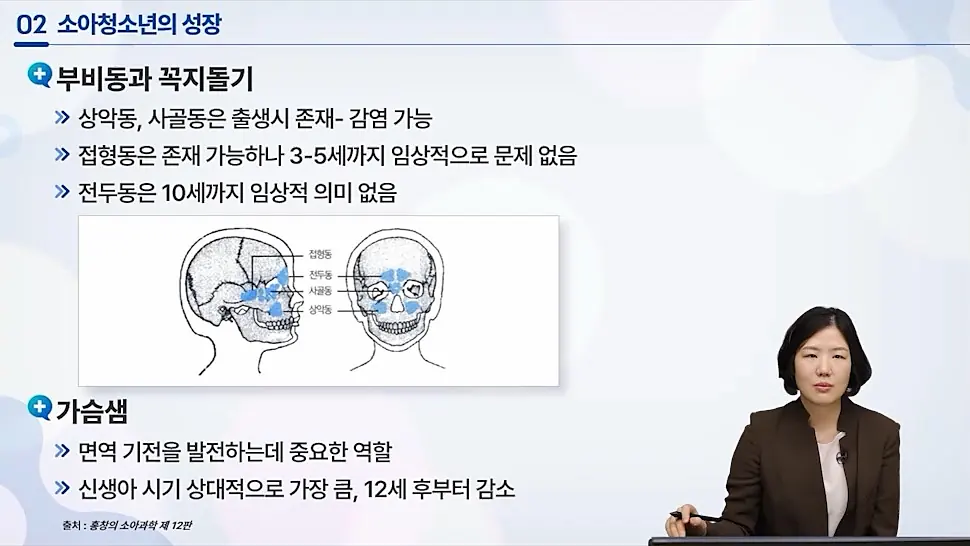 02 소아청소년의 성장
부비동과 꼭지돌기
상악동, 사골동은 출생시 존재- 감염 가능
접형동은 존재 가능하나 3-5세까지 임상적으로 문제 없음
전두동은 10세까지 임상적 의미 없음
접형동
전두동
사골동
상악동
가슴샘
면역 기전을 발전하는데 중요한 역할
신생아 시기 상대적으로 가장 큼, 12세 후부터 감소
출처 : 홍창의 소아과학 제 12판